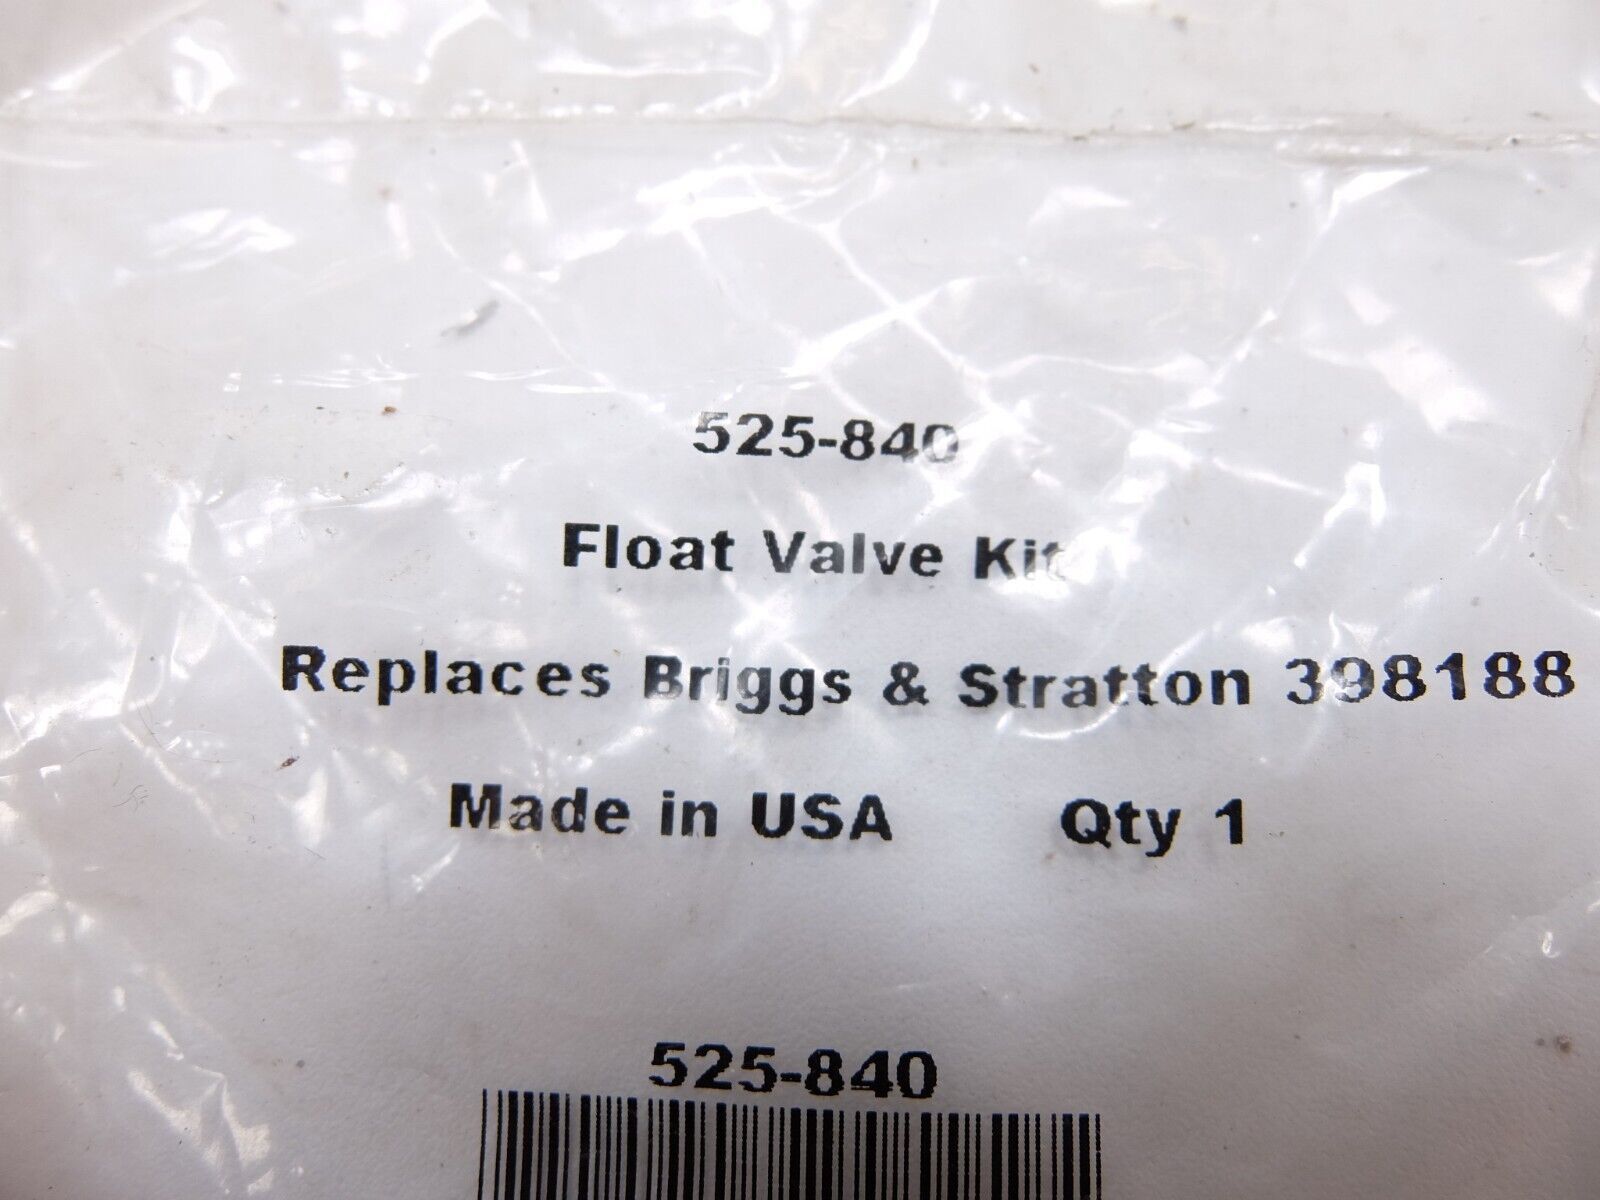 525-840
Float Valve Kit
Replaces Briggs & Stratton 398188
Made in USA Qty 1
525-840